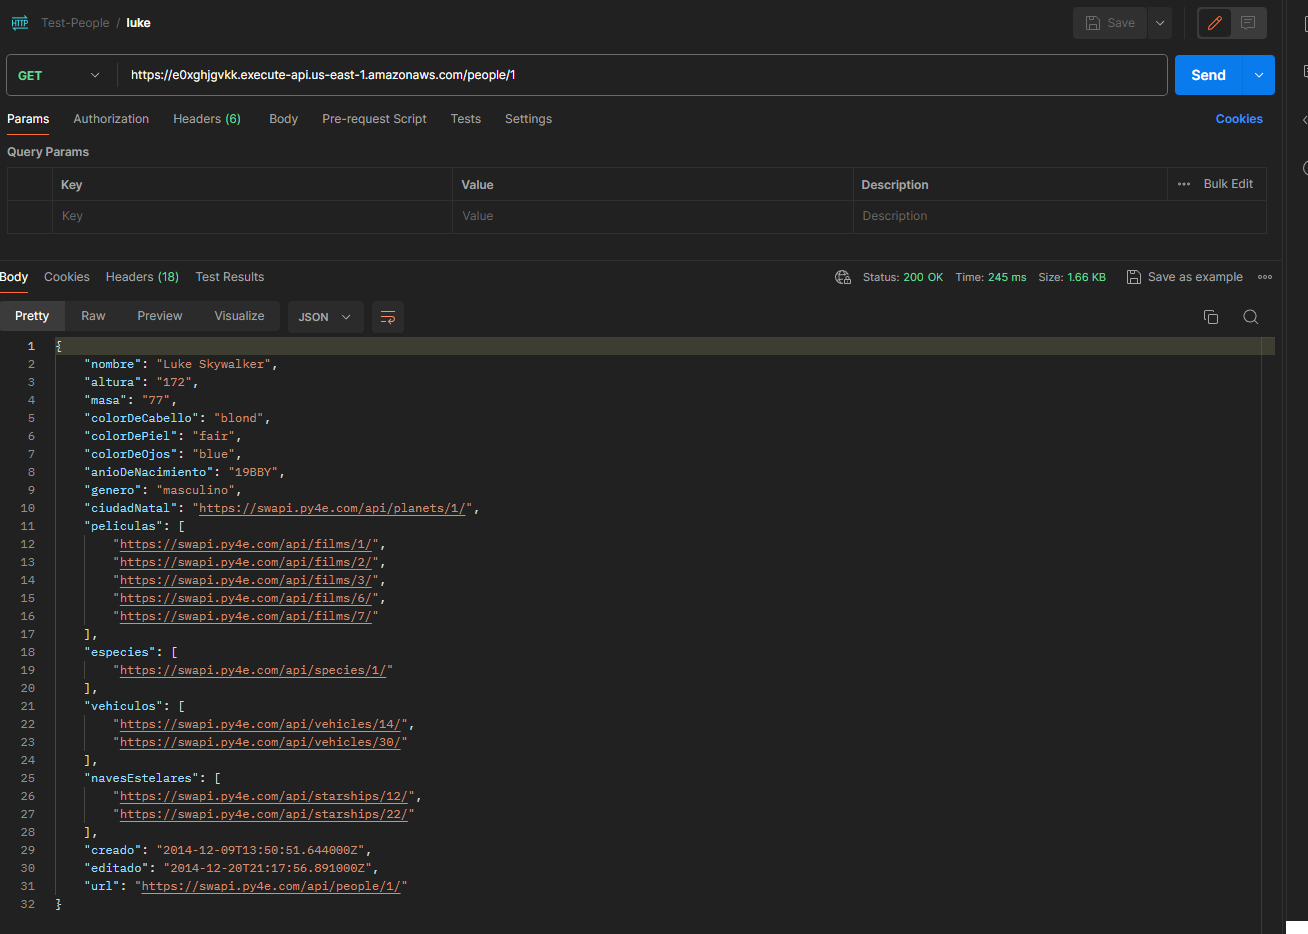 HTTP Test-People / luke Save
GET https://e0xghjgvkk.execute-api.us-east-1.amazonaws.com/people/1 Send
Params Authorization Headers (6) Body Pre-request Script Tests Settings Cookies
Query Params
Key Value Description ••• Bulk Edit
Key Value Description
Body Cookies Headers (18) Test Results Status: 200 OK Time: 245 ms Size: 1.66 KB Save as example
Pretty Raw Preview Visualize JSON
1 {
2 "nombre": "Luke Skywalker",
3 "altura": "172",
4 "masa": "77",
5 "colorDeCabello": "blond",
6 "colorDePiel": "fair",
7 "colorDeOjos": "blue",
8 "anioDeNacimiento": "19BBY",
9 "genero": "masculino",
10 "ciudadNatal": "https://swapi.py4e.com/api/planets/1/",
11 "peliculas": [
12 "https://swapi.py4e.com/api/films/1/",
13 "https://swapi.py4e.com/api/films/2/",
14 "https://swapi.py4e.com/api/films/3/",
15 "https://swapi.py4e.com/api/films/6/",
16 "https://swapi.py4e.com/api/films/7/"
17 ],
18 "especies": [
19 "https://swapi.py4e.com/api/species/1/"
20 ],
21 "vehiculos": [
22 "https://swapi.py4e.com/api/vehicles/14/",
23 "https://swapi.py4e.com/api/vehicles/30/"
24 ],
25 "navesEstelares": [
26 "https://swapi.py4e.com/api/starships/12/",
27 "https://swapi.py4e.com/api/starships/22/"
28 ],
29 "creado": "2014-12-09T13:50:51.644000Z",
30 "editado": "2014-12-20T21:17:56.891000Z",
31 "url": "https://swapi.py4e.com/api/people/1/"
32 }